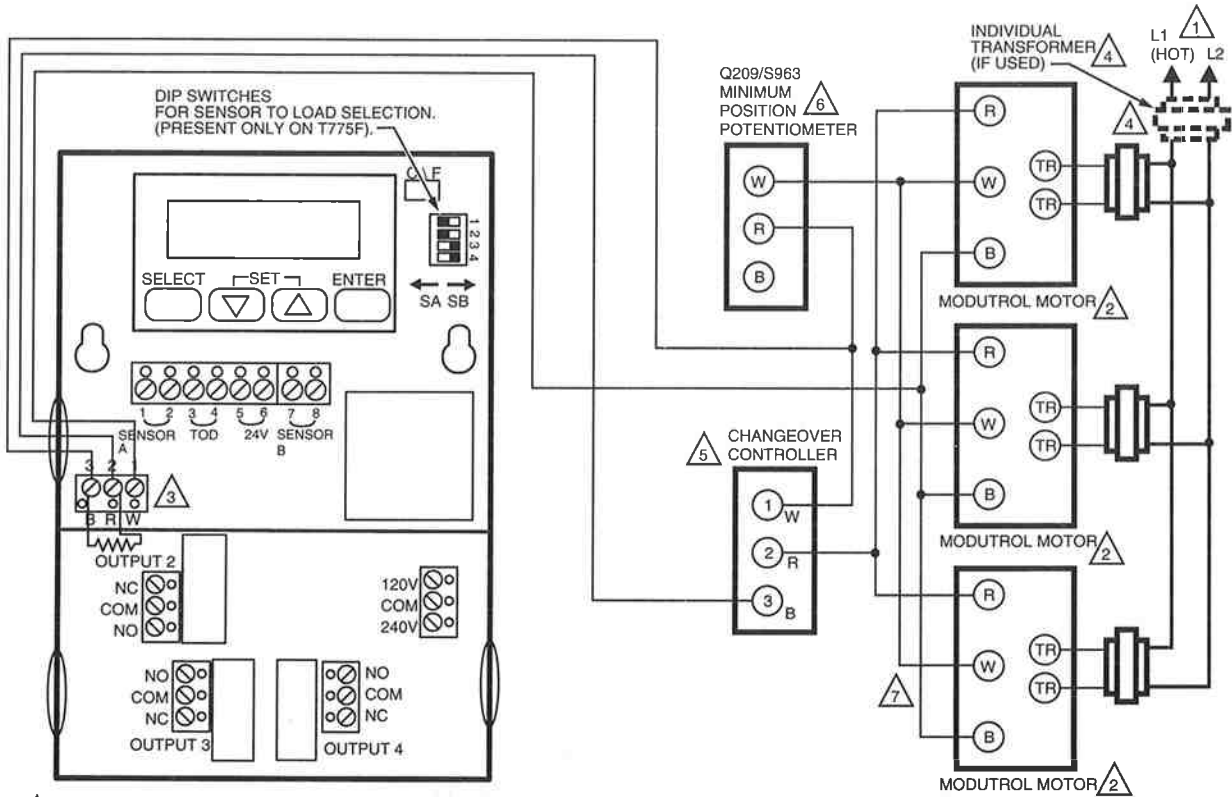 DIP SWITCHES
FOR SENSOR TO LOAD SELECTION.
(PRESENT ONLY ON T775F).
1
2
3
4
SELECT
SET
ENTER
SA SB
1 2 3 4 5 6 7 8
SENSOR A
TOD
24V
SENSOR B
3 2 1
3
B R W
OUTPUT 2
NC
COM
NO
120V
COM
240V
NO
COM
NC
OUTPUT 3
NO
COM
NC
OUTPUT 4
Q209/S963
MINIMUM
POSITION 6
POTENTIOMETER
W
R
B
5 CHANGEOVER
CONTROLLER
1 W
2 R
3 B
INDIVIDUAL
TRANSFORMER 4
(IF USED)
L1 1
(HOT) L2
4
R
W
B
TR
TR
MODUTROL MOTOR 2
R
W
B
TR
TR
MODUTROL MOTOR 2
R
W
B
TR
TR
7
MODUTROL MOTOR 2